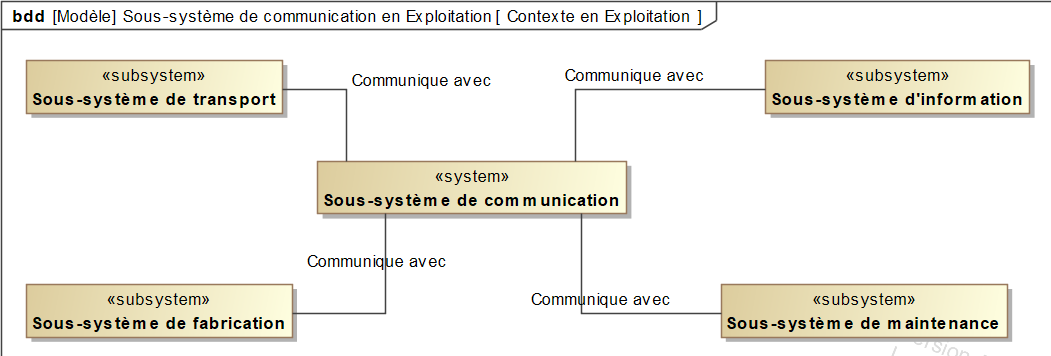 bdd [Modèle] Sous-système de communication en Exploitation [ Contexte en Exploitation ]
«subsystem»
Sous-système de transport
Communique avec
Communique avec
«subsystem»
Sous-système d'information
«system»
Sous-système de communication
Communique avec
«subsystem»
Sous-système de fabrication
Communique avec
«subsystem»
Sous-système de maintenance